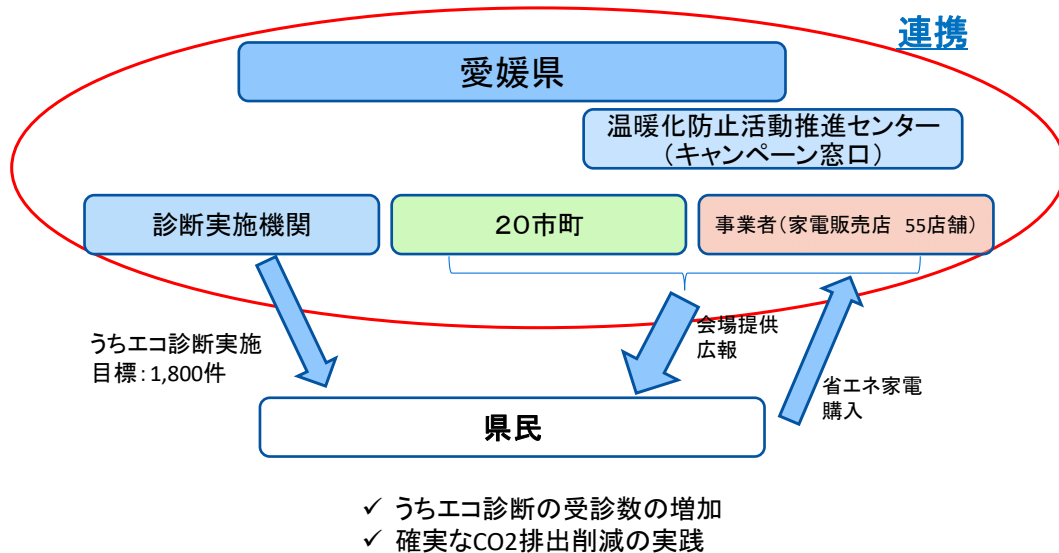 連携
愛媛県
温暖化防止活動推進センター
（キャンペーン窓口）
診断実施機関
２０市町
事業者（家電販売店　55店舗）
うちエコ診断実施
目標：1,800件
会場提供
広報
省エネ家電
購入
県民
✓ うちエコ診断の受診数の増加
✓ 確実なCO2排出削減の実践